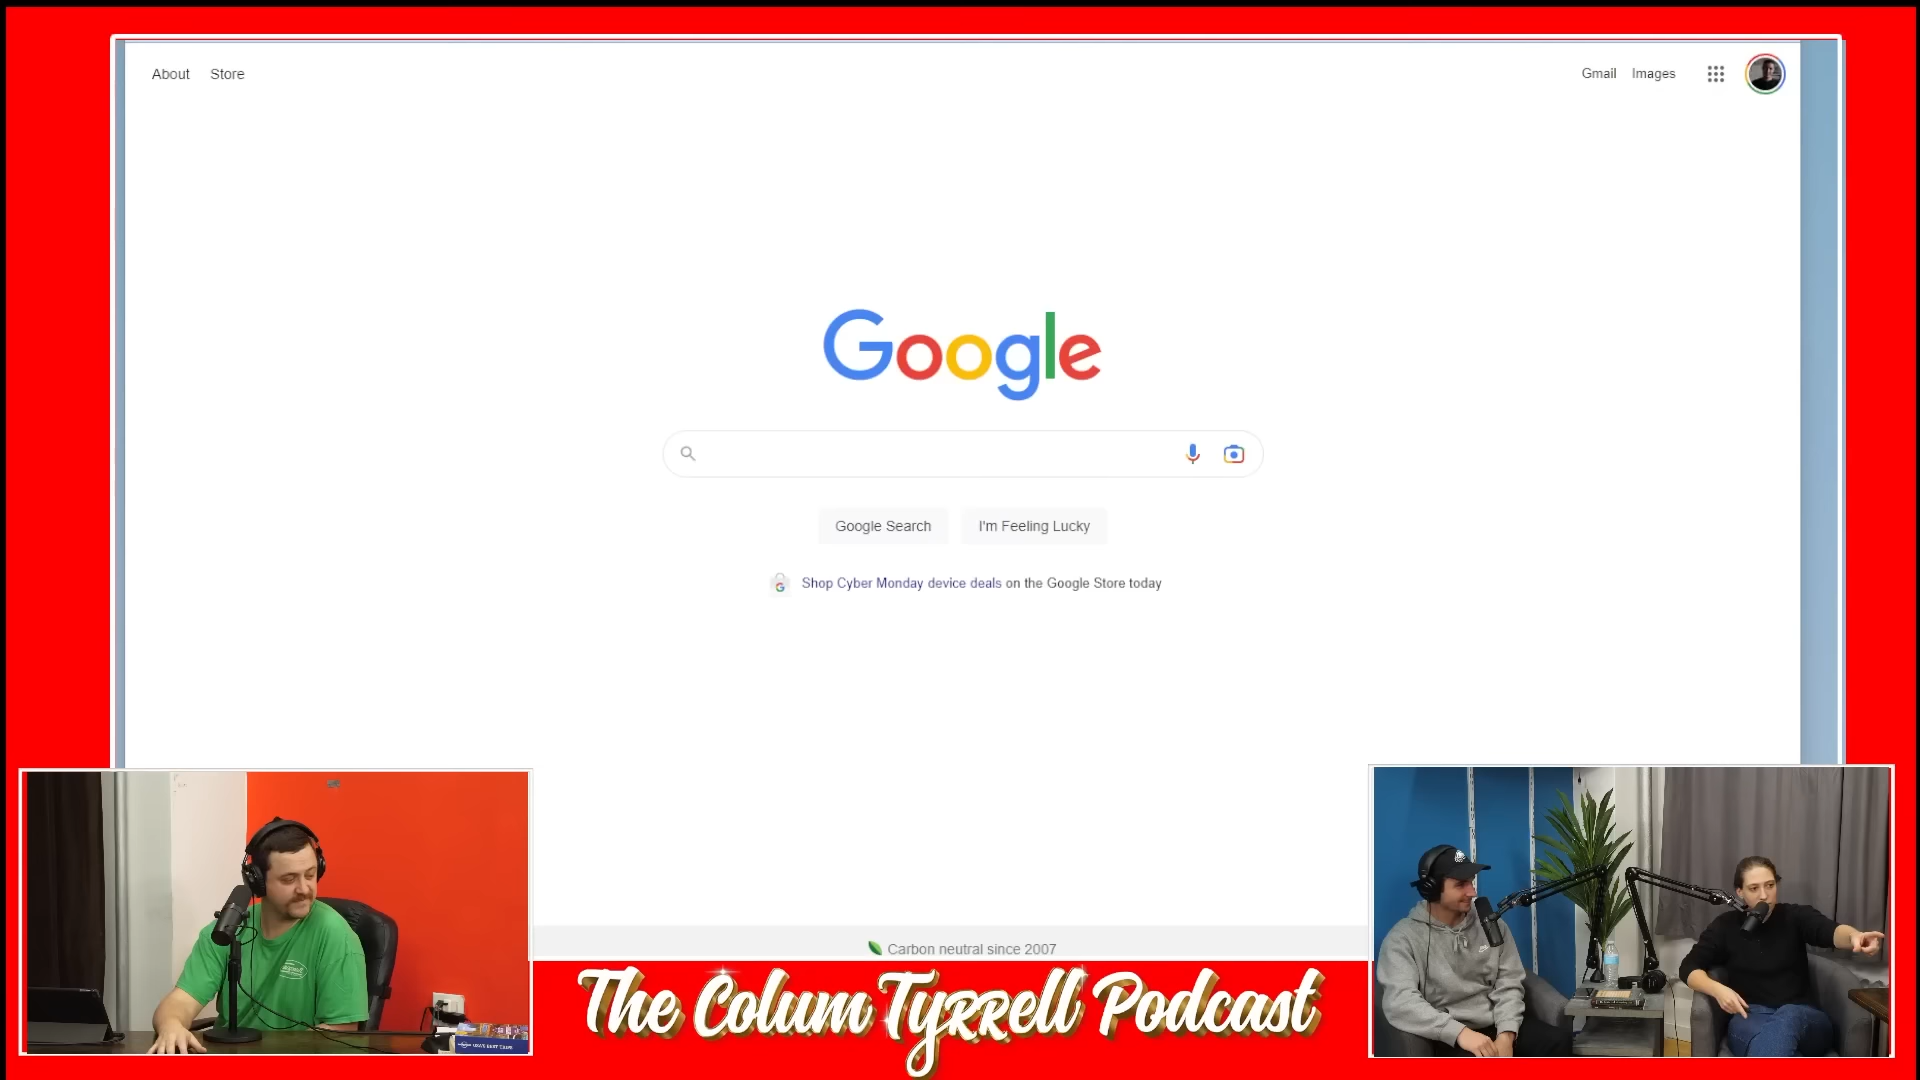 About Store
Gmail Images
Google
Google Search I'm Feeling Lucky
Shop Cyber Monday device deals on the Google Store today
Carbon neutral since 2007
The Colum Tyrrell Podcast